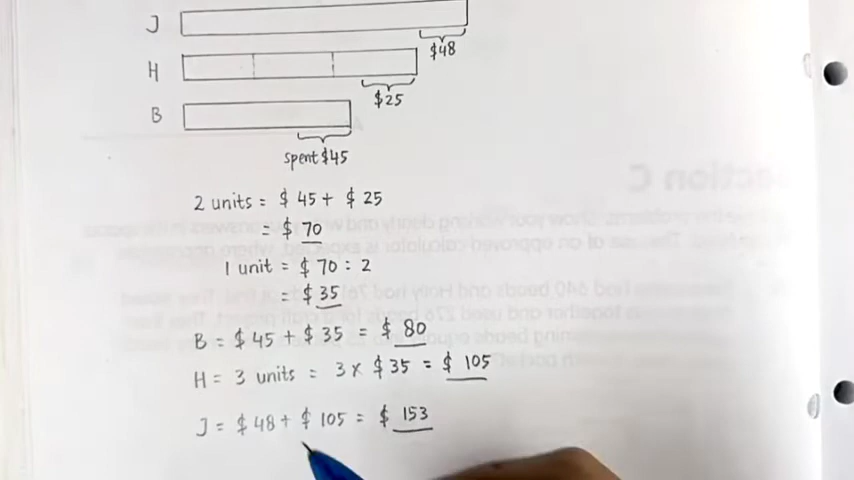 J
$48
H
$25
B
spent $45
2 units = $ 45 + $ 25
= $ 70
1 unit = $ 70 : 2
= $ 35
B = $ 45 + $ 35 = $ 80
H = 3 units = 3 x $ 35 = $ 105
J = $ 48 + $ 105 = $ 153